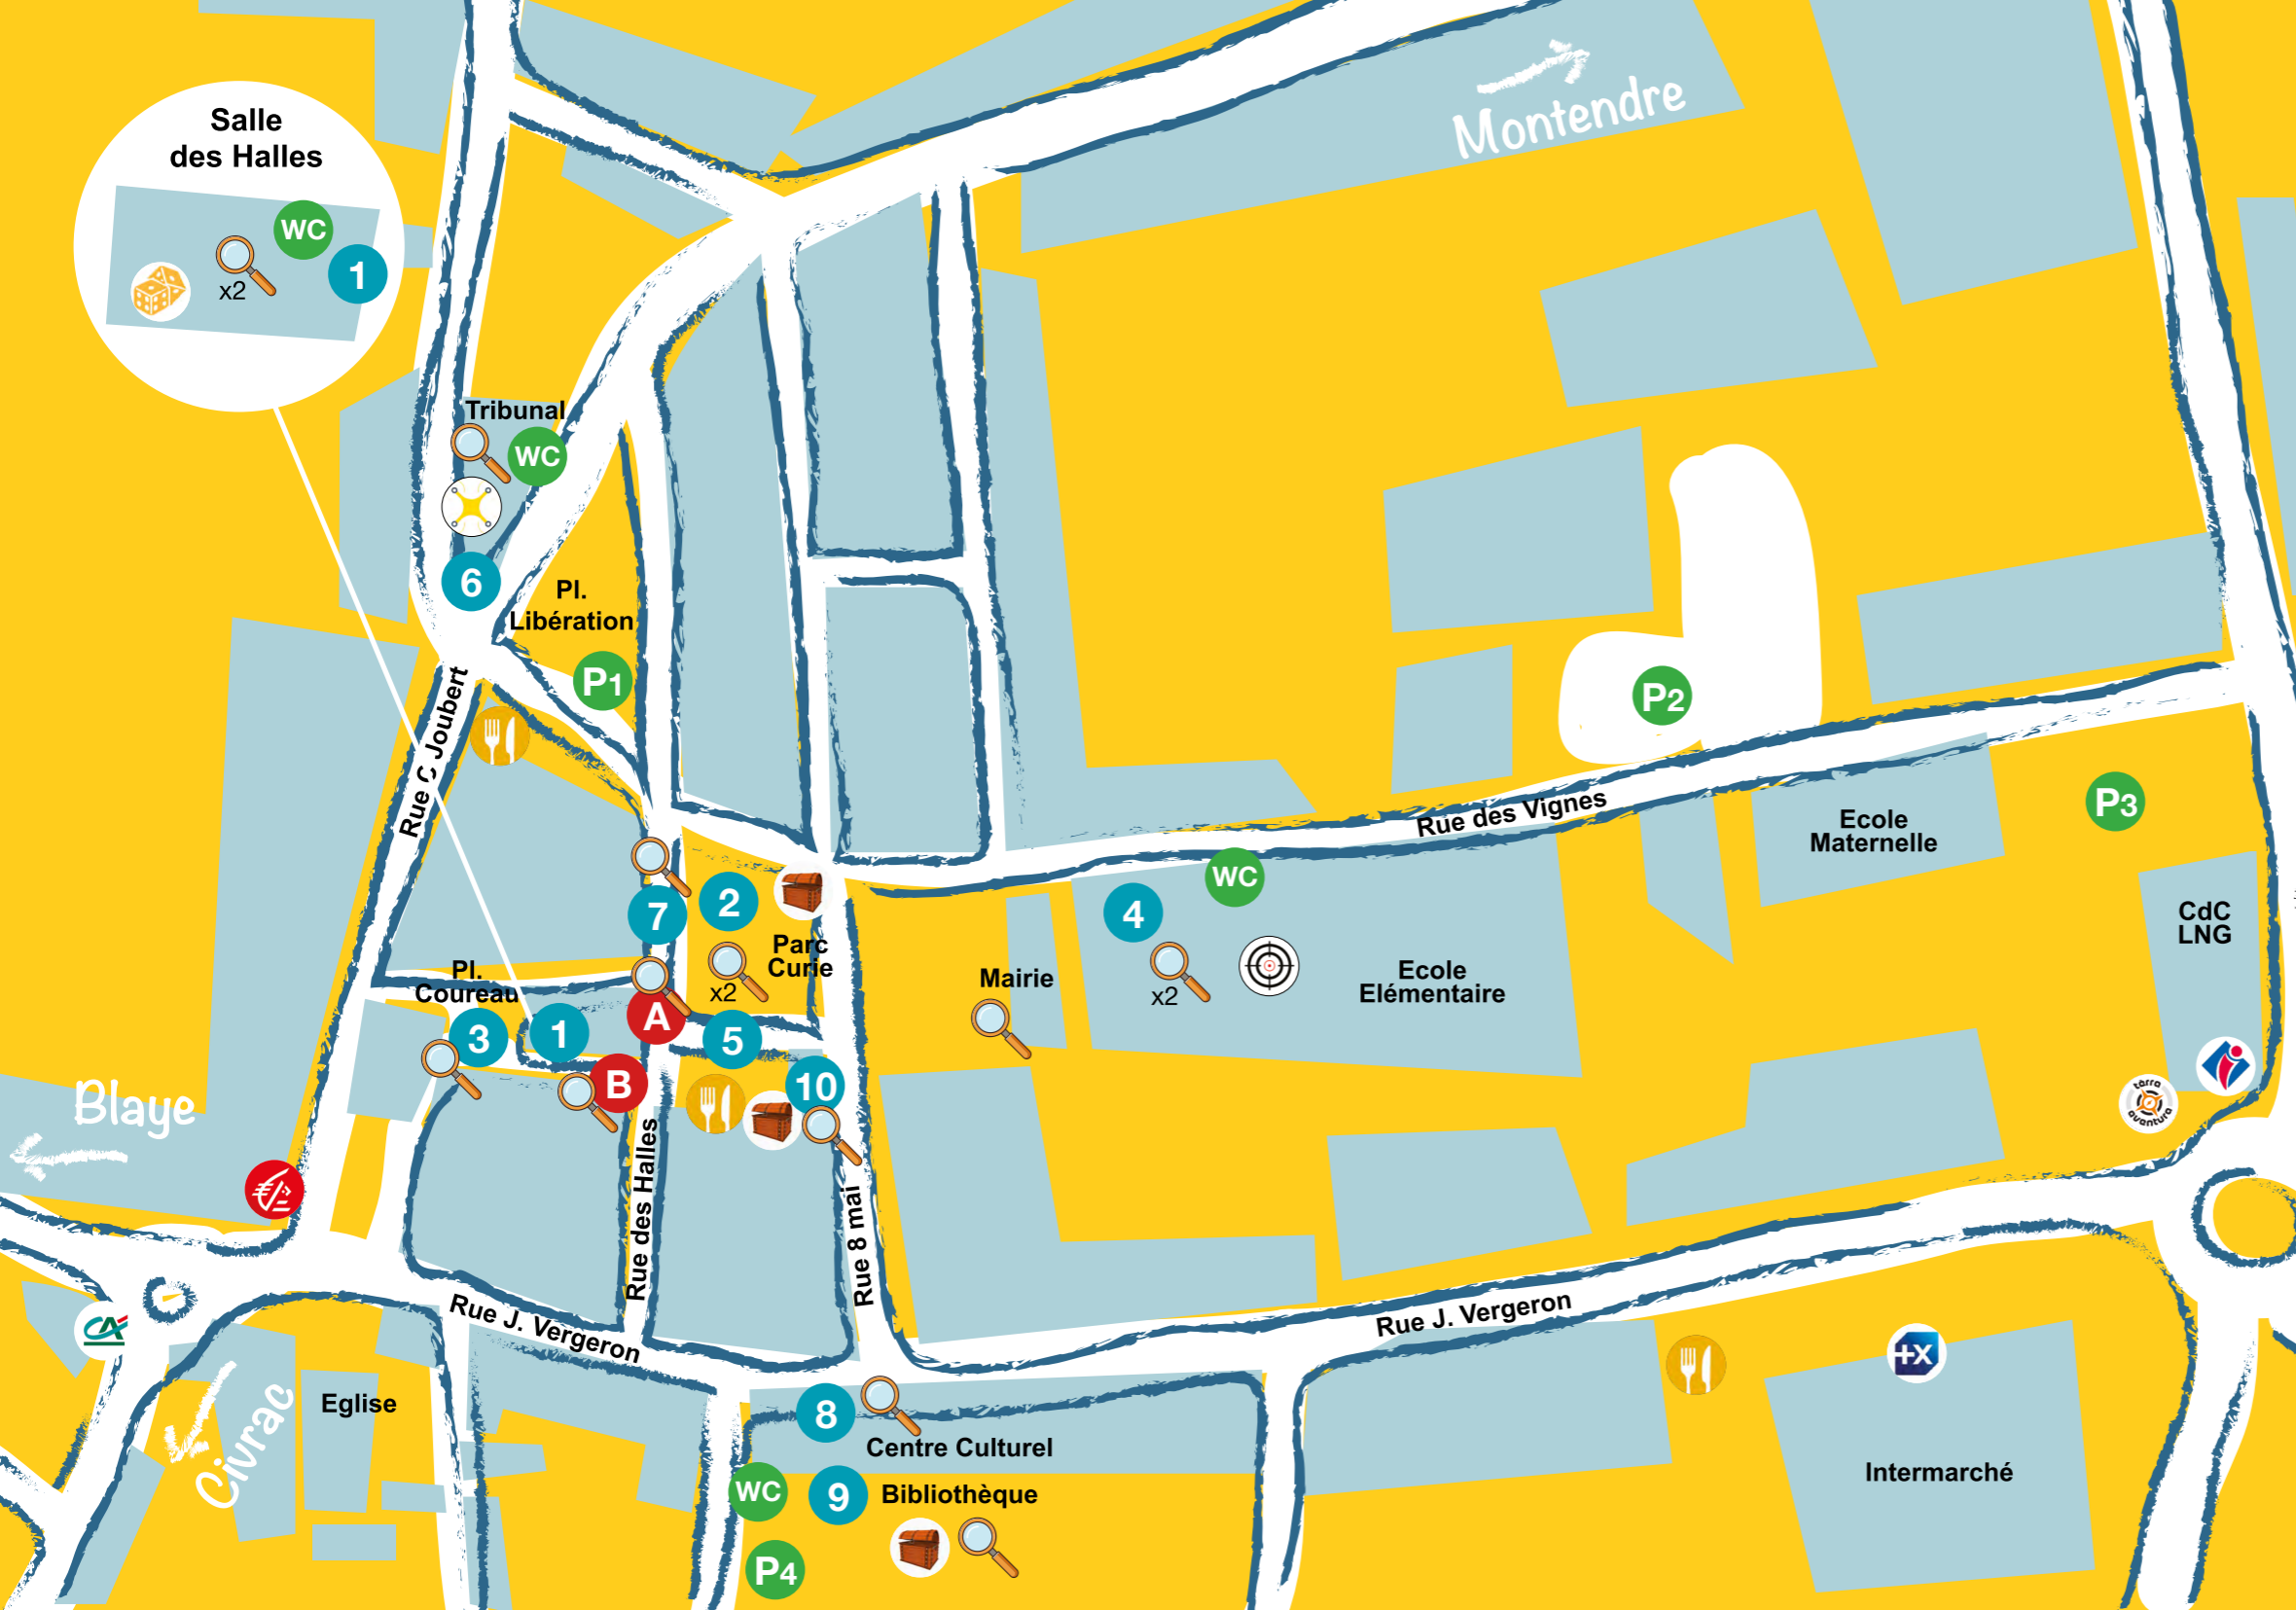 Montendre
Salle
des Halles
WC
1
x2
Tribunal
WC
6
Pl.
Libération
P1
P2
Rue C Joubert
Rue des Vignes
P3
Ecole
Maternelle
WC
7
2
4
CdC
LNG
Parc
Curie
x2
Mairie
x2
Ecole
Elémentaire
Pl.
Coureau
3
1
A
5
B
10
Blaye
tèrra
aventura
Rue des Halles
Rue 8 mai
CA
Rue J. Vergeron
Rue J. Vergeron
+x
Civrac
Eglise
8
Centre Culturel
Intermarché
WC
9
Bibliothèque
P4